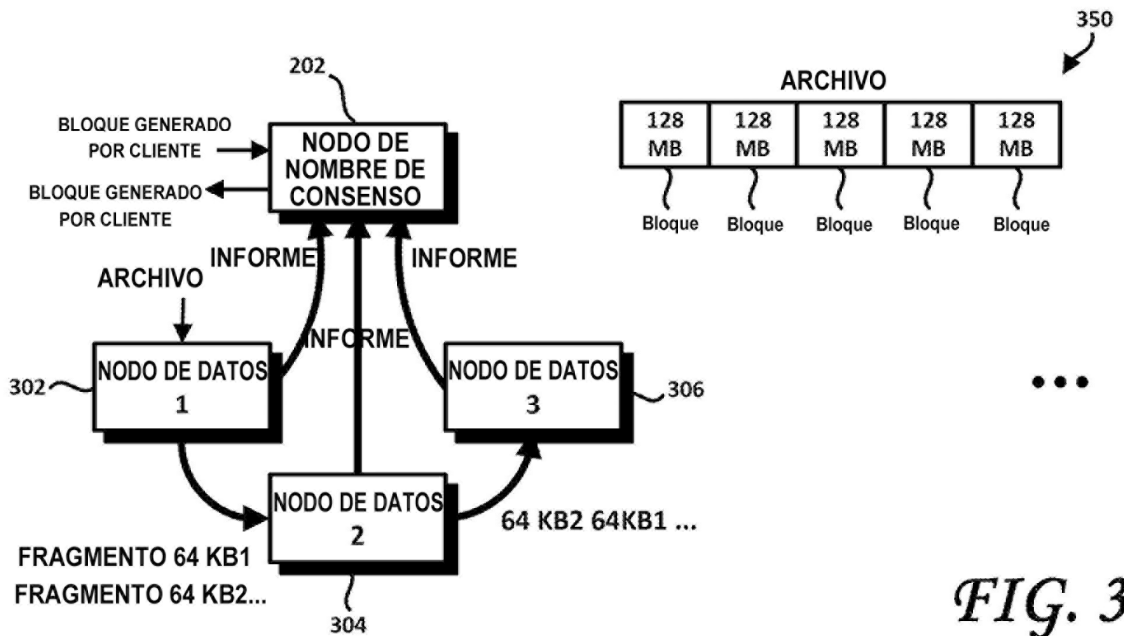 350
ARCHIVO
128 MB
128 MB
128 MB
128 MB
128 MB
Bloque
Bloque
Bloque
Bloque
Bloque
202
BLOQUE GENERADO
POR CLIENTE
BLOQUE GENERADO
POR CLIENTE
NODO DE
NOMBRE DE
CONSENSO
INFORME
INFORME
INFORME
ARCHIVO
302
NODO DE DATOS
1
NODO DE DATOS
3
306
NODO DE DATOS
2
304
FRAGMENTO 64 KB1
FRAGMENTO 64 KB2...
64 KB2 64KB1 ...
FIG. 3